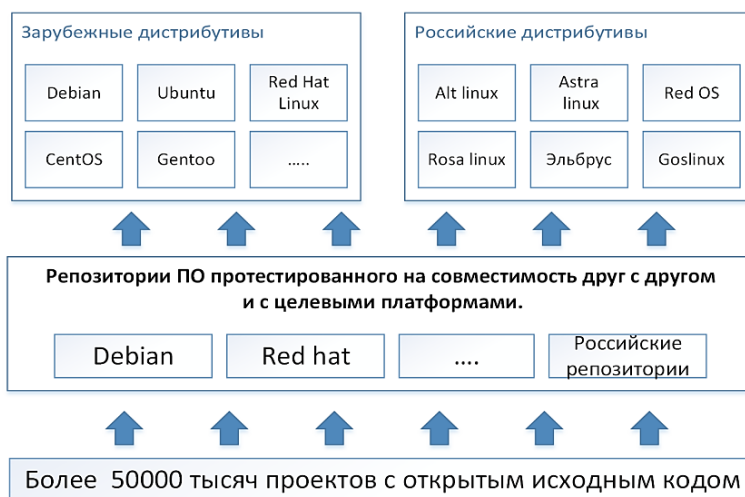 Зарубежные дистрибутивы
Debian
Ubuntu
Red Hat
Linux
CentOS
Gentoo
.....
Российские дистрибутивы
Alt linux
Astra
linux
Red OS
Rosa linux
Эльбрус
Goslinux
Репозитории ПО протестированного на совместимость друг с другом
и с целевыми платформами.
Debian
Red hat
....
Российские
репозитории
Более 50000 тысяч проектов с открытым исходным кодом